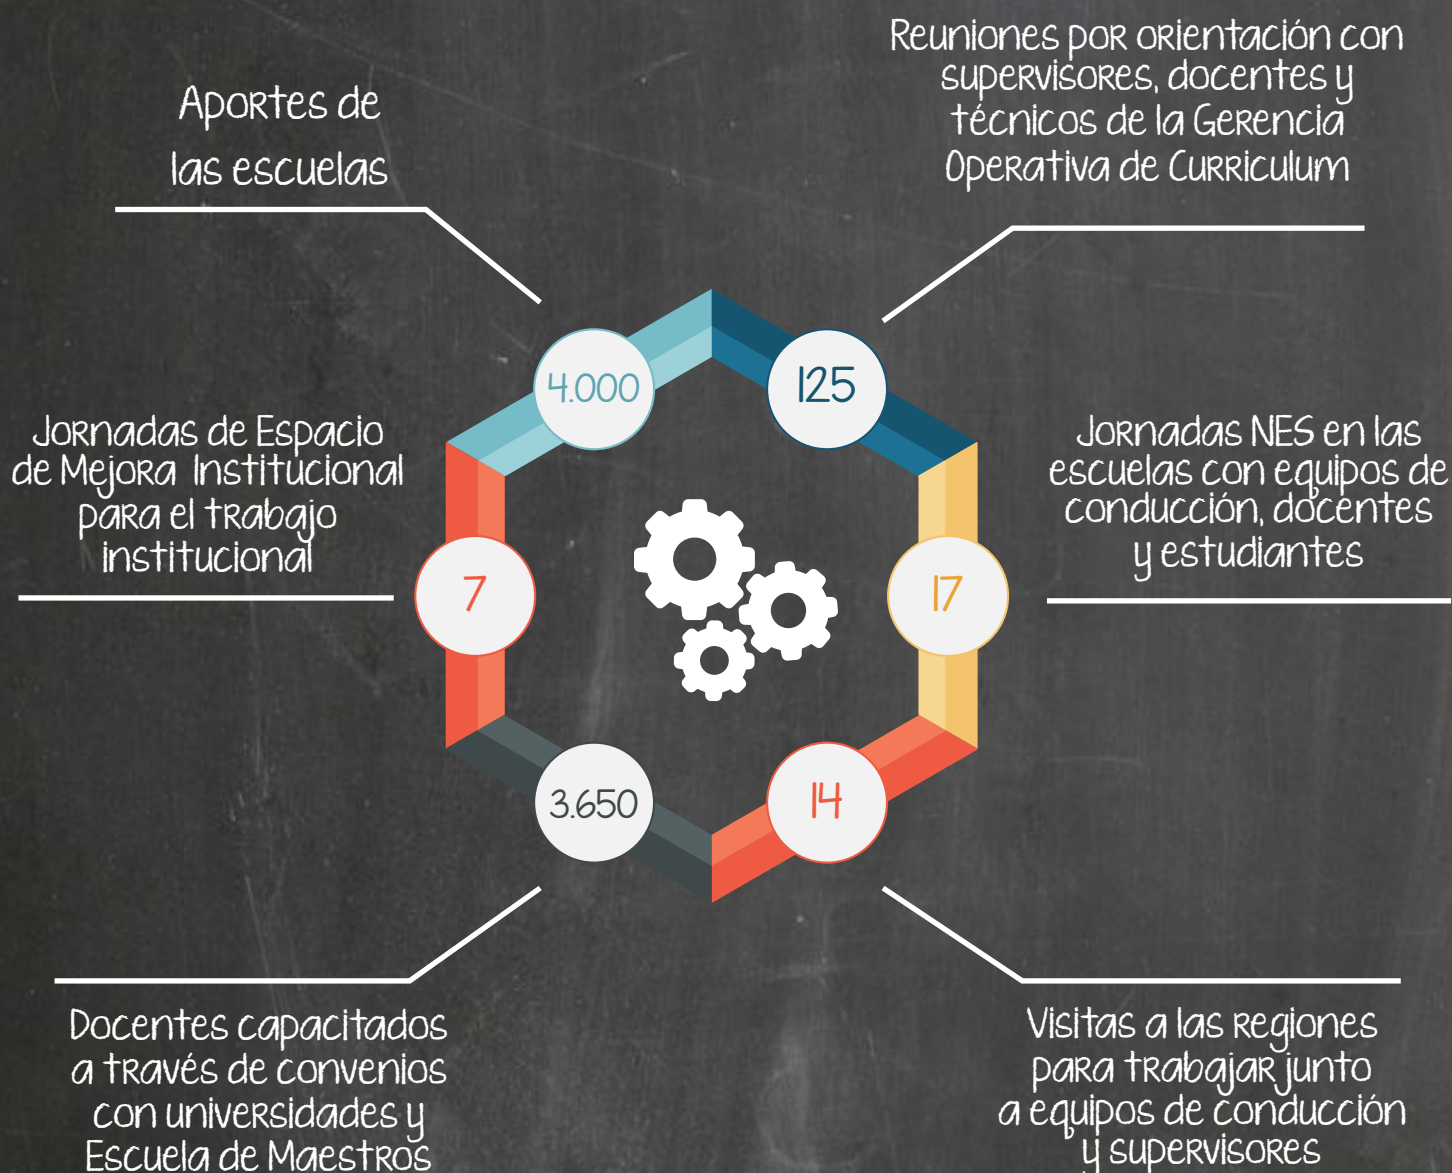 Aportes de
las escuelas
Reuniones por orientación con
supervisores, docentes y
técnicos de la Gerencia
Operativa de Curriculum
4.000
125
Jornadas de Espacio
de Mejora Institucional
para el trabajo
institucional
7
Jornadas NES en las
escuelas con equipos de
conducción, docentes
y estudiantes
17
3.650
14
Docentes capacitados
a través de convenios
con universidades y
Escuela de Maestros
Visitas a las regiones
para trabajar junto
a equipos de conducción
y supervisores